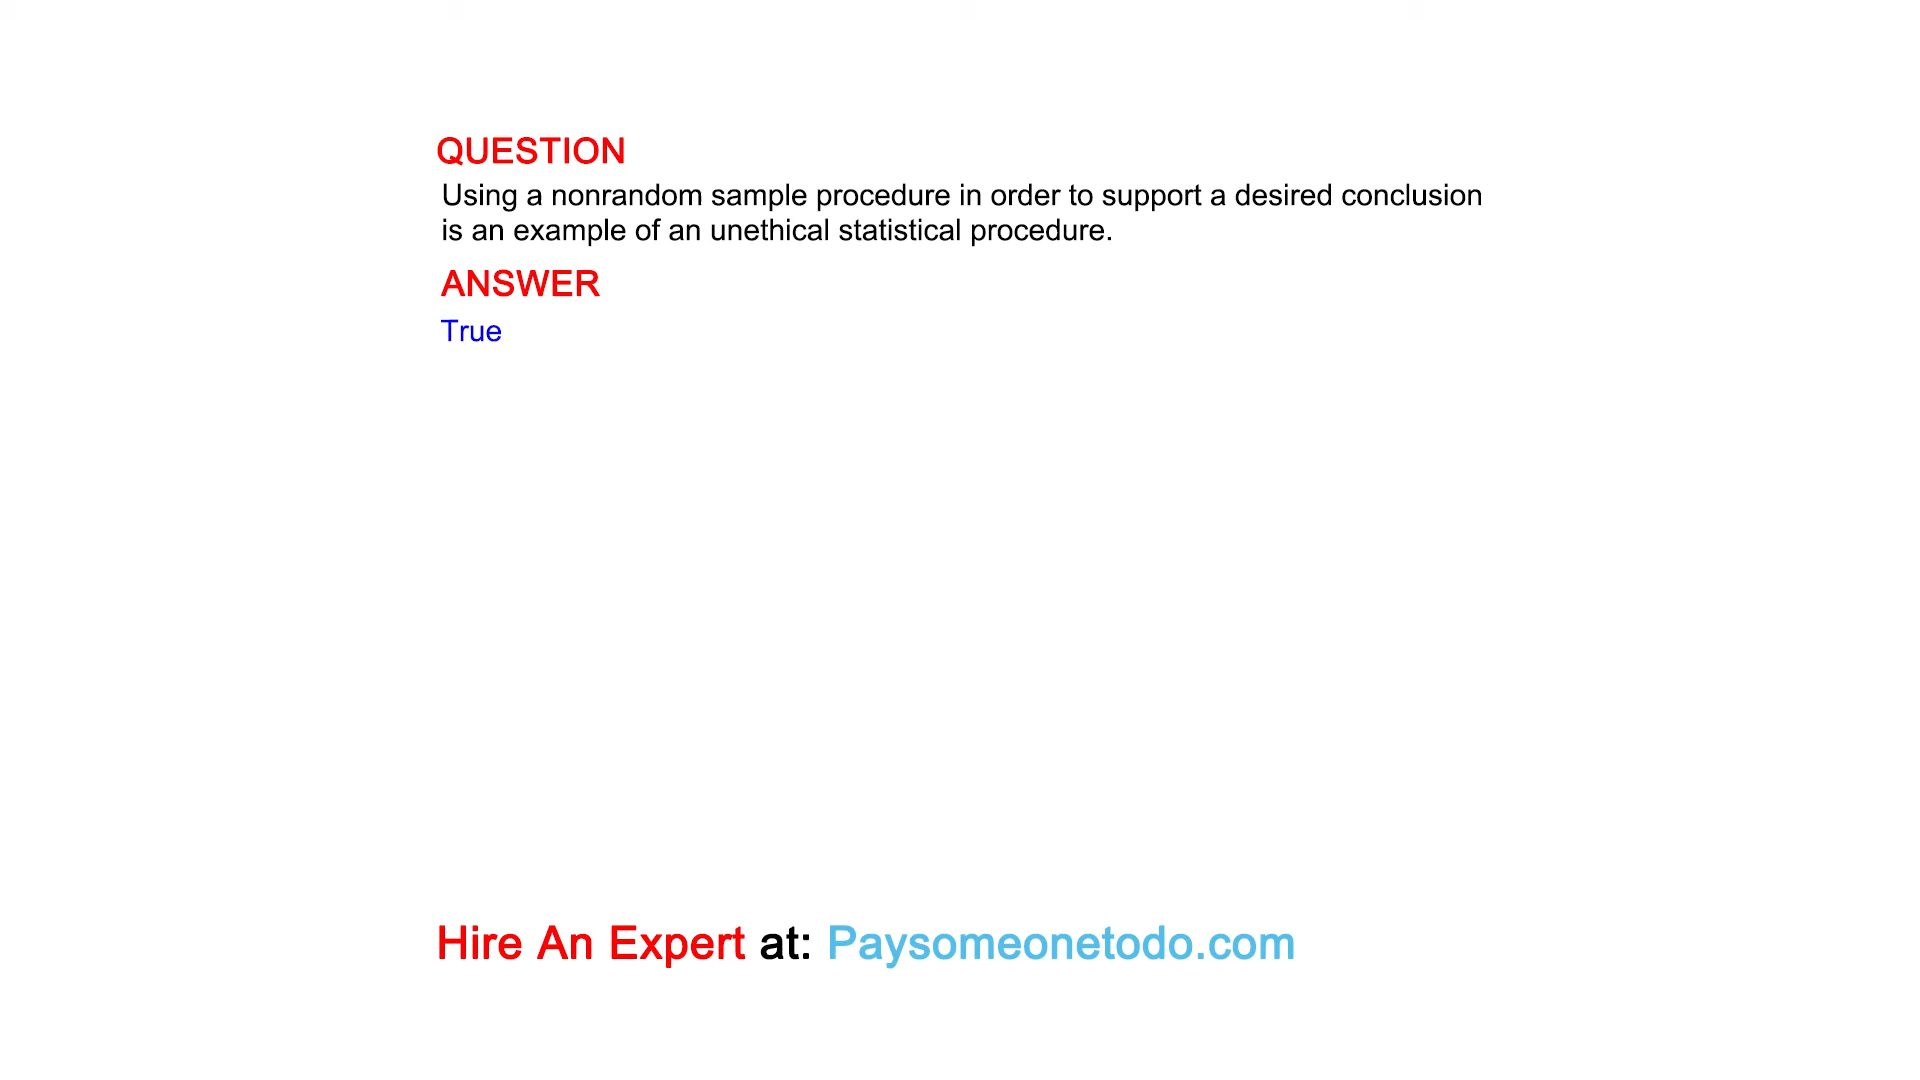 QUESTION
Using a nonrandom sample procedure in order to support a desired conclusion
is an example of an unethical statistical procedure.
ANSWER
True
Hire An Expert at: Paysomeonetodo.com